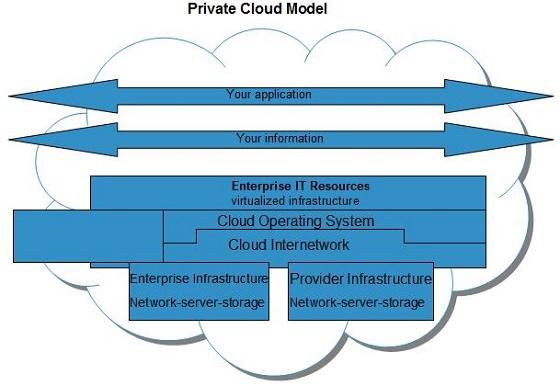 Private Cloud Model
Your application
Your information
Enterprise IT Resources
virtualized infrastructure
Cloud Operating System
Cloud Internetwork
Enterprise Infrastructure
Network-server-storage
Provider Infrastructure
Network-server-storage